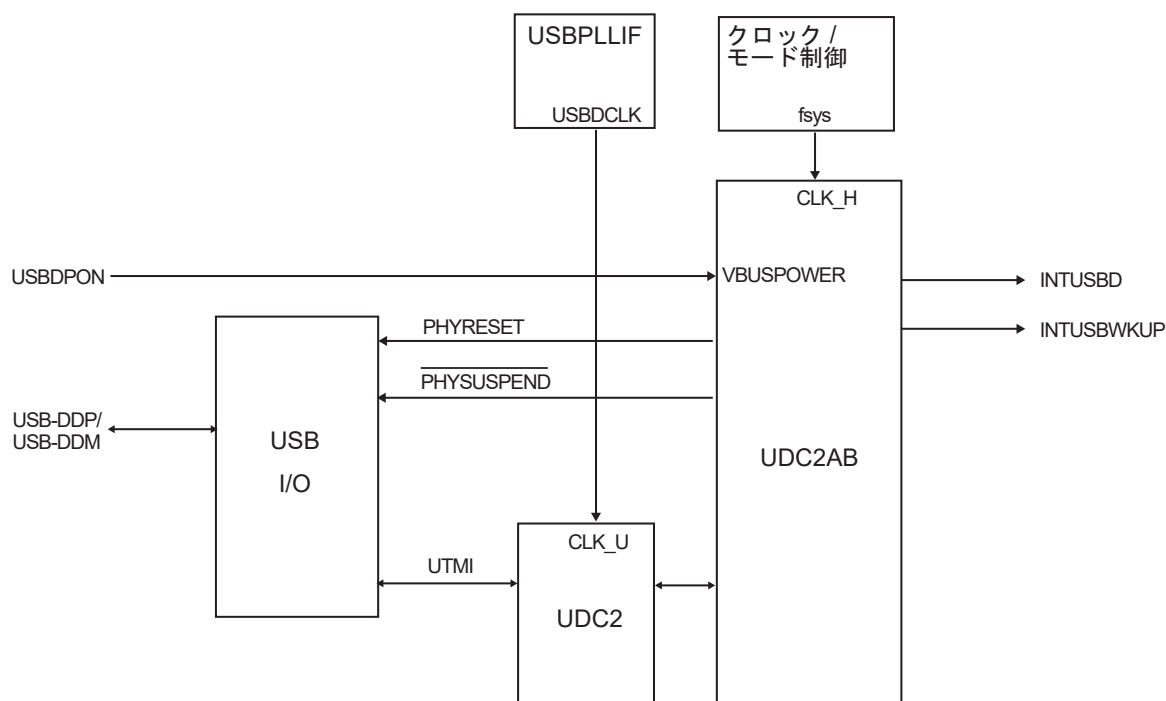 USBPLLIF
USBDCLK
クロック /
モード制御
fsys
CLK_H
USBDPON
VBUSPOWER
INTUSBD
INTUSBWKUP
PHYRESET
PHYSUSPEND
USB-DDP/
USB-DDM
USB
I/O
UDC2AB
CLK_U
UTMI
UDC2